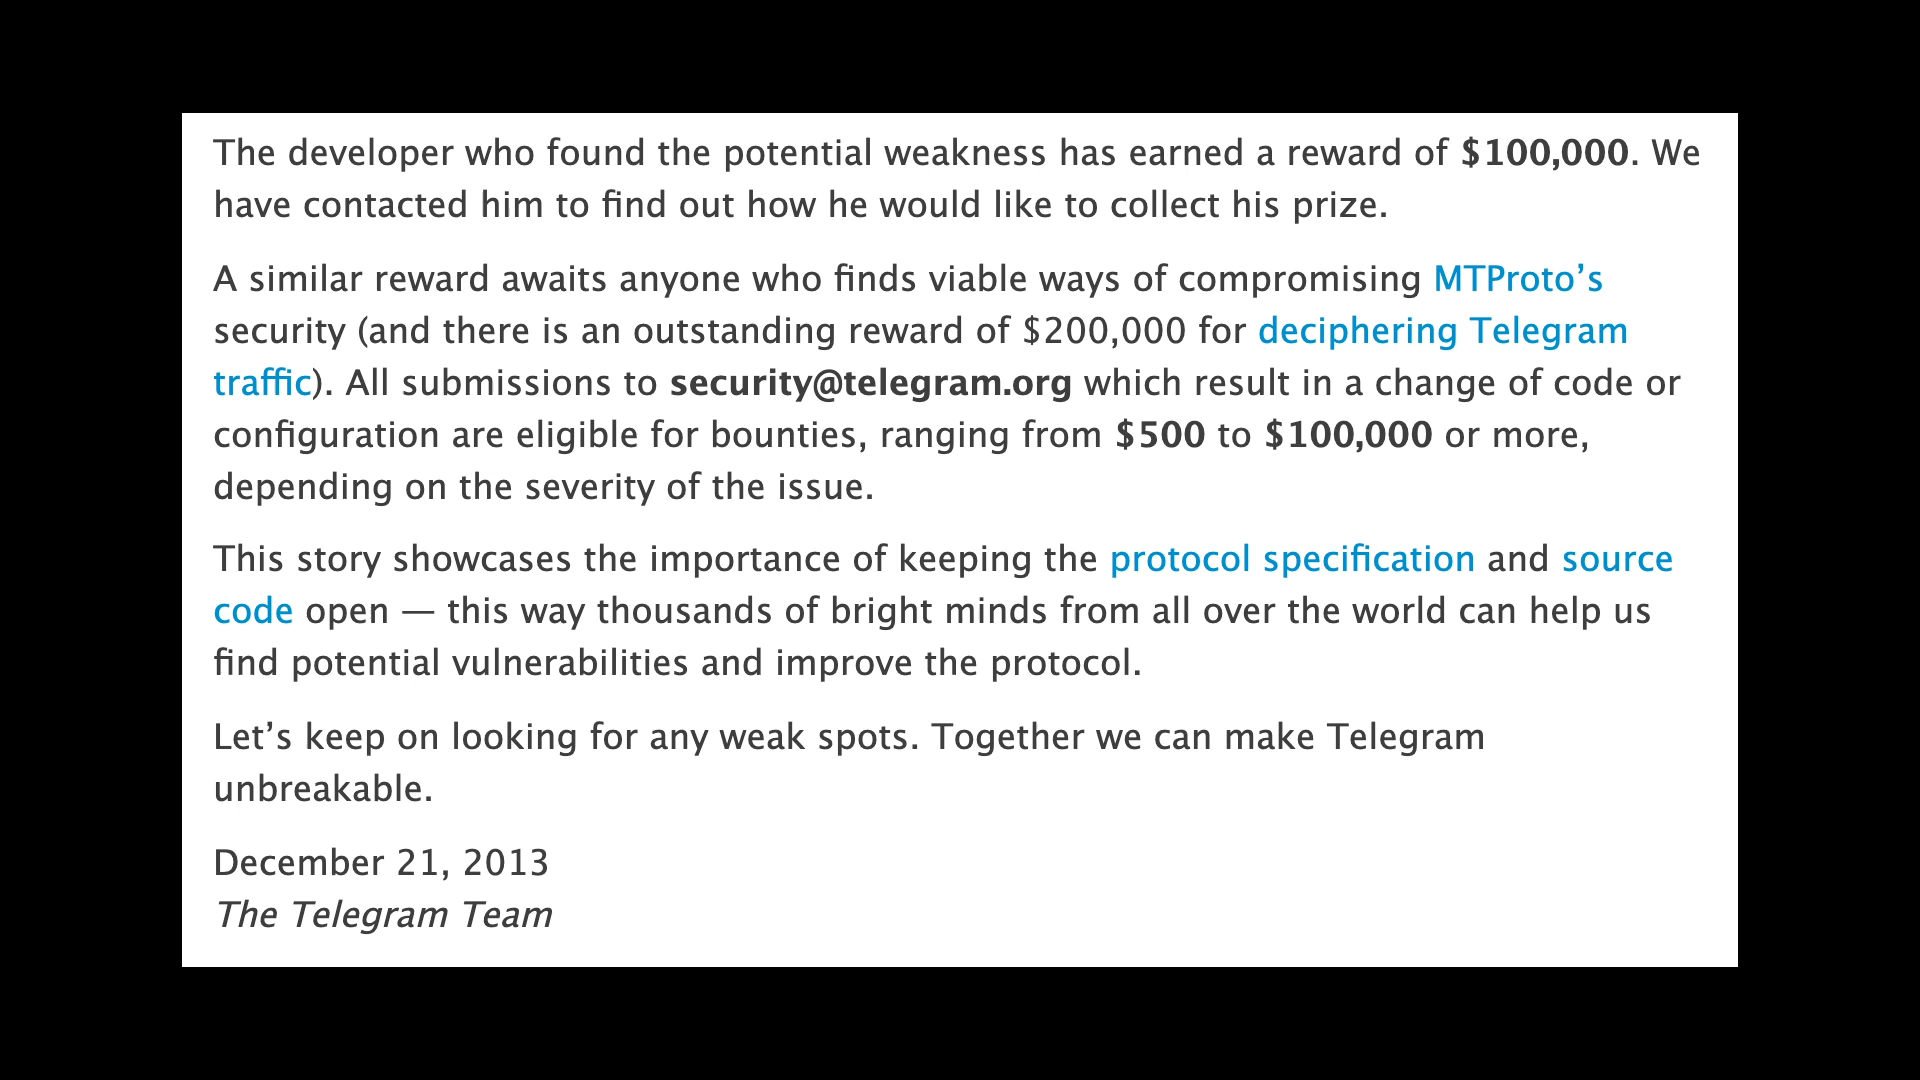 The developer who found the potential weakness has earned a reward of $100,000. We
have contacted him to find out how he would like to collect his prize.
A similar reward awaits anyone who finds viable ways of compromising MTProto’s
security (and there is an outstanding reward of $200,000 for deciphering Telegram
traffic). All submissions to security@telegram.org which result in a change of code or
configuration are eligible for bounties, ranging from $500 to $100,000 or more,
depending on the severity of the issue.
This story showcases the importance of keeping the protocol specification and source
code open — this way thousands of bright minds from all over the world can help us
find potential vulnerabilities and improve the protocol.
Let’s keep on looking for any weak spots. Together we can make Telegram
unbreakable.
December 21, 2013
The Telegram Team